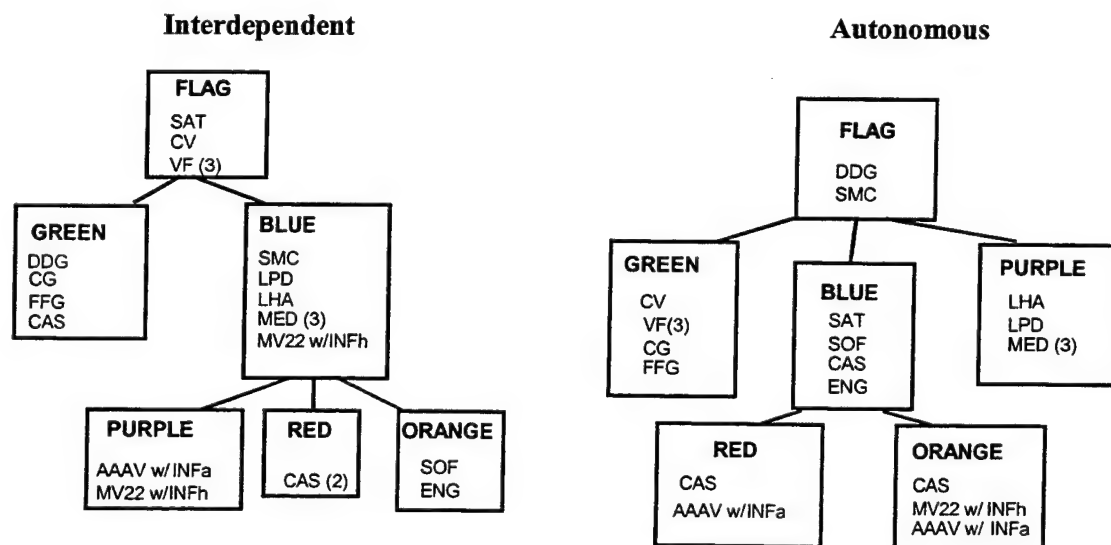 Interdependent
FLAG
SAT
CV
VF (3)
GREEN
DDG
CG
FFG
CAS
BLUE
SMC
LPD
LHA
MED (3)
MV22 w/INFh
PURPLE
AAAV w/ INFa
MV22 w/INFh
RED
CAS (2)
ORANGE
SOF
ENG
Autonomous
FLAG
DDG
SMC
GREEN
CV
VF(3)
CG
FFG
BLUE
SAT
SOF
CAS
ENG
PURPLE
LHA
LPD
MED (3)
RED
CAS
AAAV w/INFa
ORANGE
CAS
MV22 w/ INFh
AAAV w/ INFa